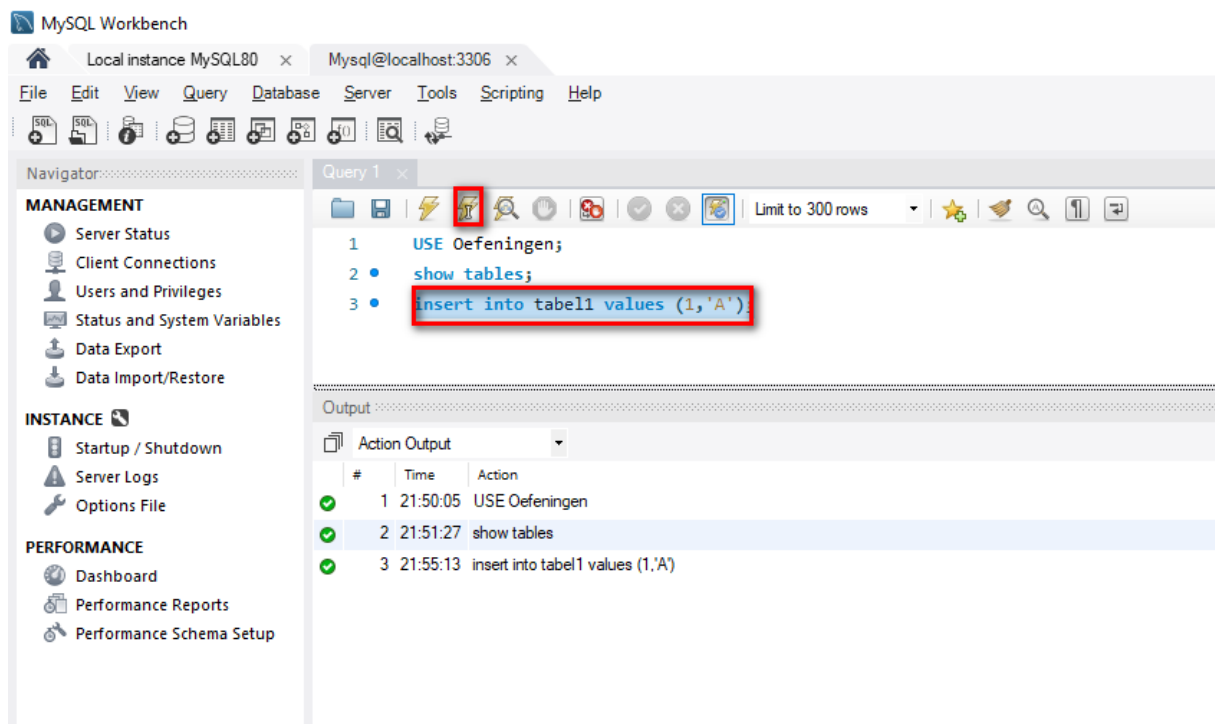 MySQL Workbench
Local instance MySQL80 × Mysql@localhost:3306 ×
File Edit View Query Database Server Tools Scripting Help
SQL SQL
Navigator
MANAGEMENT
Server Status
Client Connections
Users and Privileges
Status and System Variables
Data Export
Data Import/Restore
INSTANCE
Startup / Shutdown
Server Logs
Options File
PERFORMANCE
Dashboard
Performance Reports
Performance Schema Setup
Query 1 ×
Limit to 300 rows
1 USE Oefeningen;
2 show tables;
3 insert into tabel1 values (1,'A');
Output
Action Output
# Time Action
1 21:50:05 USE Oefeningen
2 21:51:27 show tables
3 21:55:13 insert into tabel1 values (1,'A')